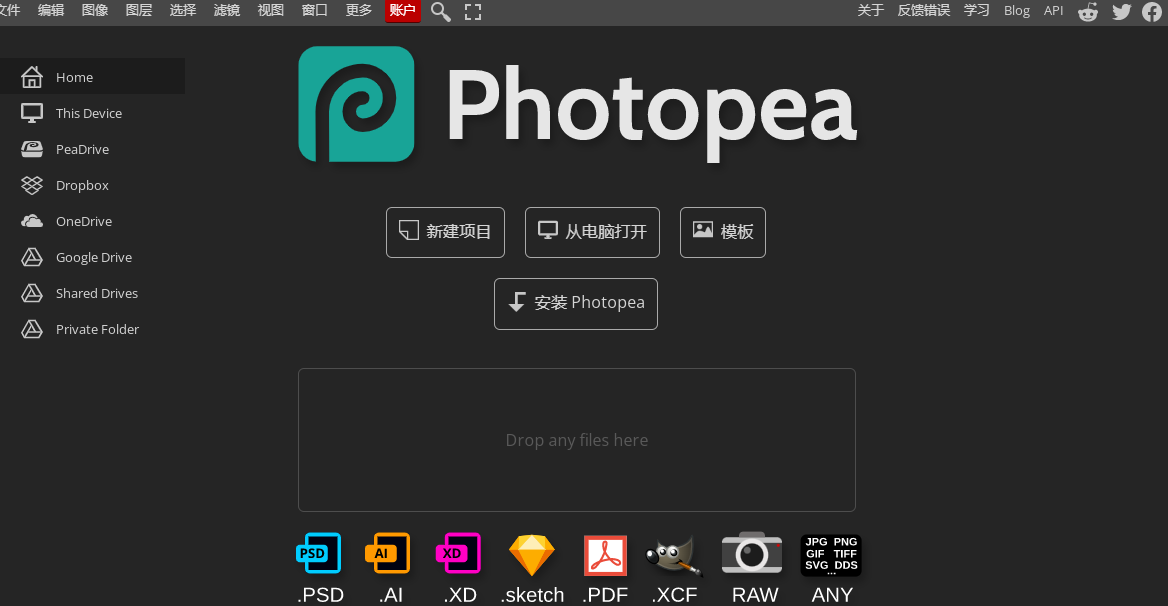 文件 编辑 图像 图层 选择 滤镜 视图 窗口 更多 账户 关于 反馈错误 学习 Blog API
Home
This Device
PeaDrive
Dropbox
OneDrive
Google Drive
Shared Drives
Private Folder
Photopea
新建项目 从电脑打开 模板
安装 Photopea
Drop any files here
PSD AI XD JPG PNG
GIF TIFF
SVG DDS
...
.PSD .AI .XD .sketch .PDF .XCF RAW ANY